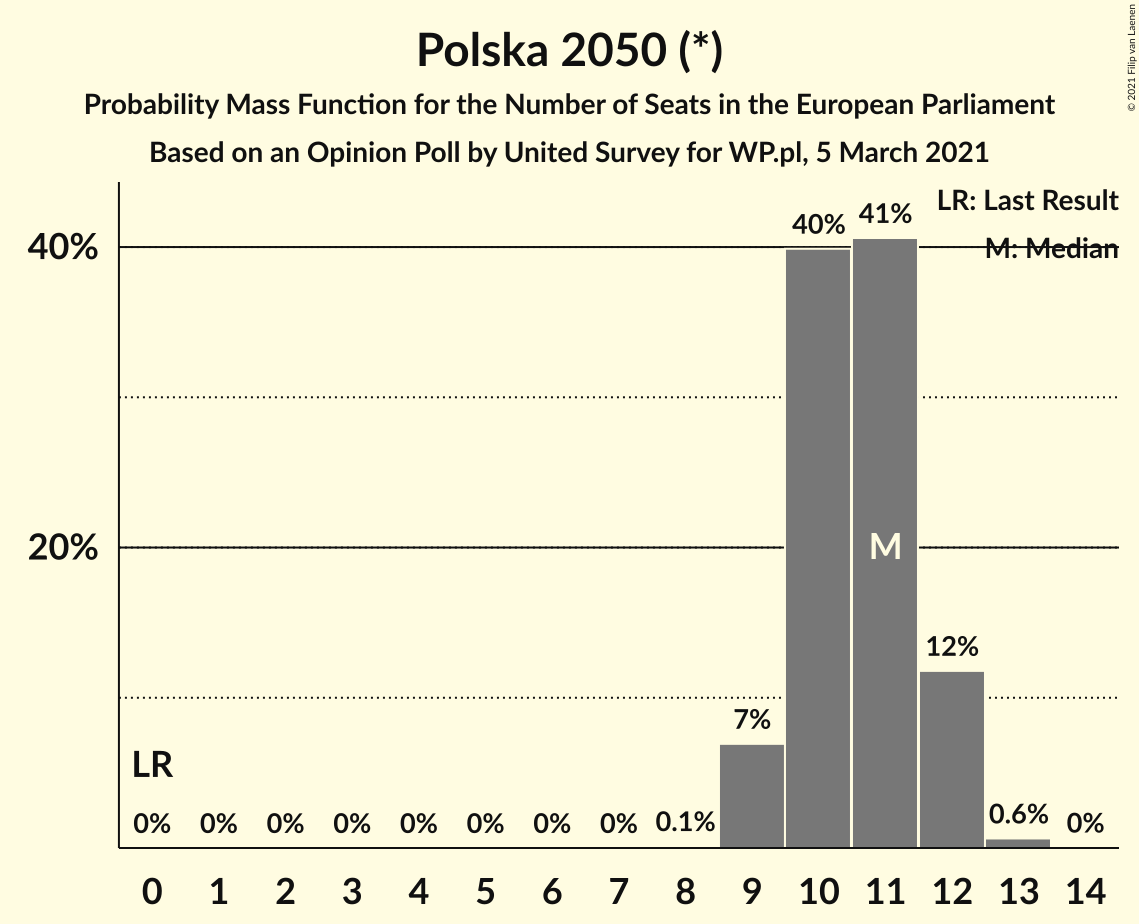 Polska 2050 (*)
Probability Mass Function for the Number of Seats in the European Parliament
Based on an Opinion Poll by United Survey for WP.pl, 5 March 2021
© 2021 Filip van Laenen
LR: Last Result
M: Median
40%
20%
40%
41%
M
12%
7%
LR
0% 0% 0% 0% 0% 0% 0% 0% 0.1% 0.6% 0%
0 1 2 3 4 5 6 7 8 9 10 11 12 13 14